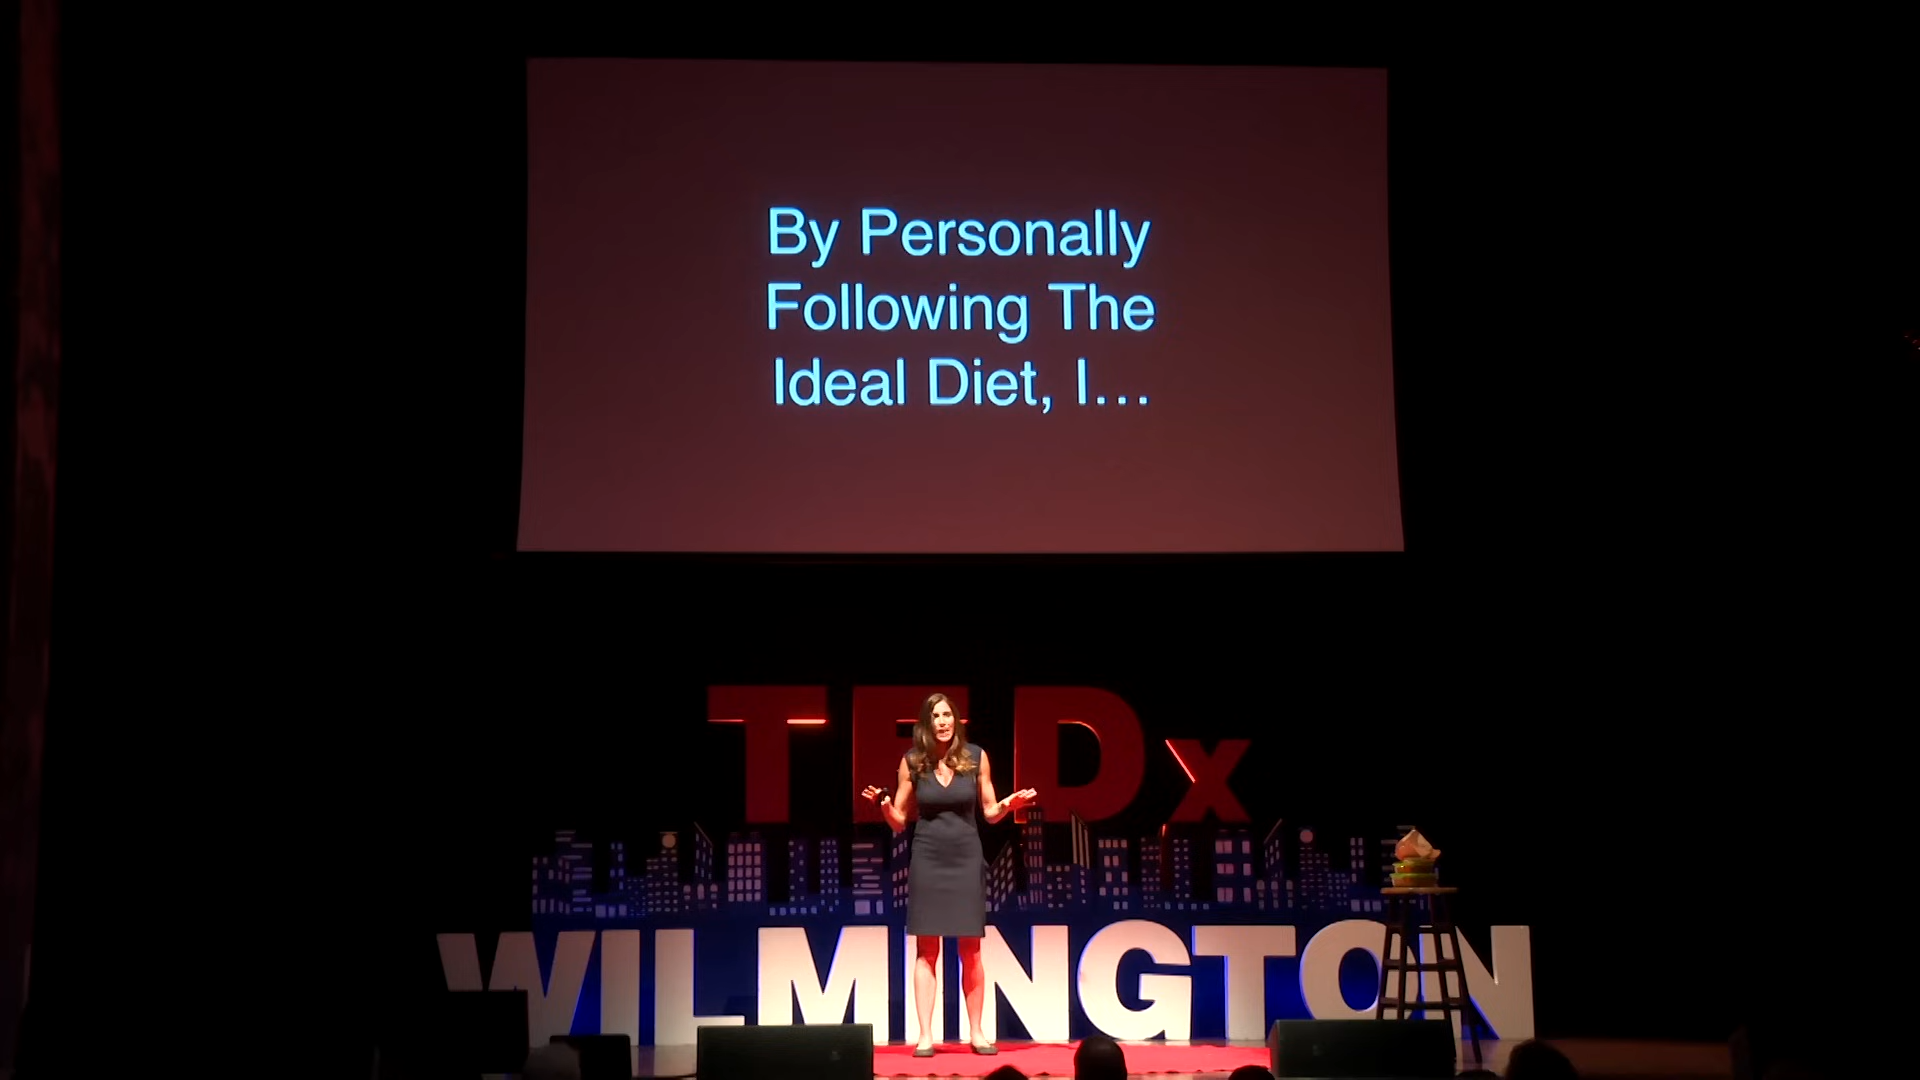 By Personally
Following The
Ideal Diet, I...
TEDx
WILMINGTON